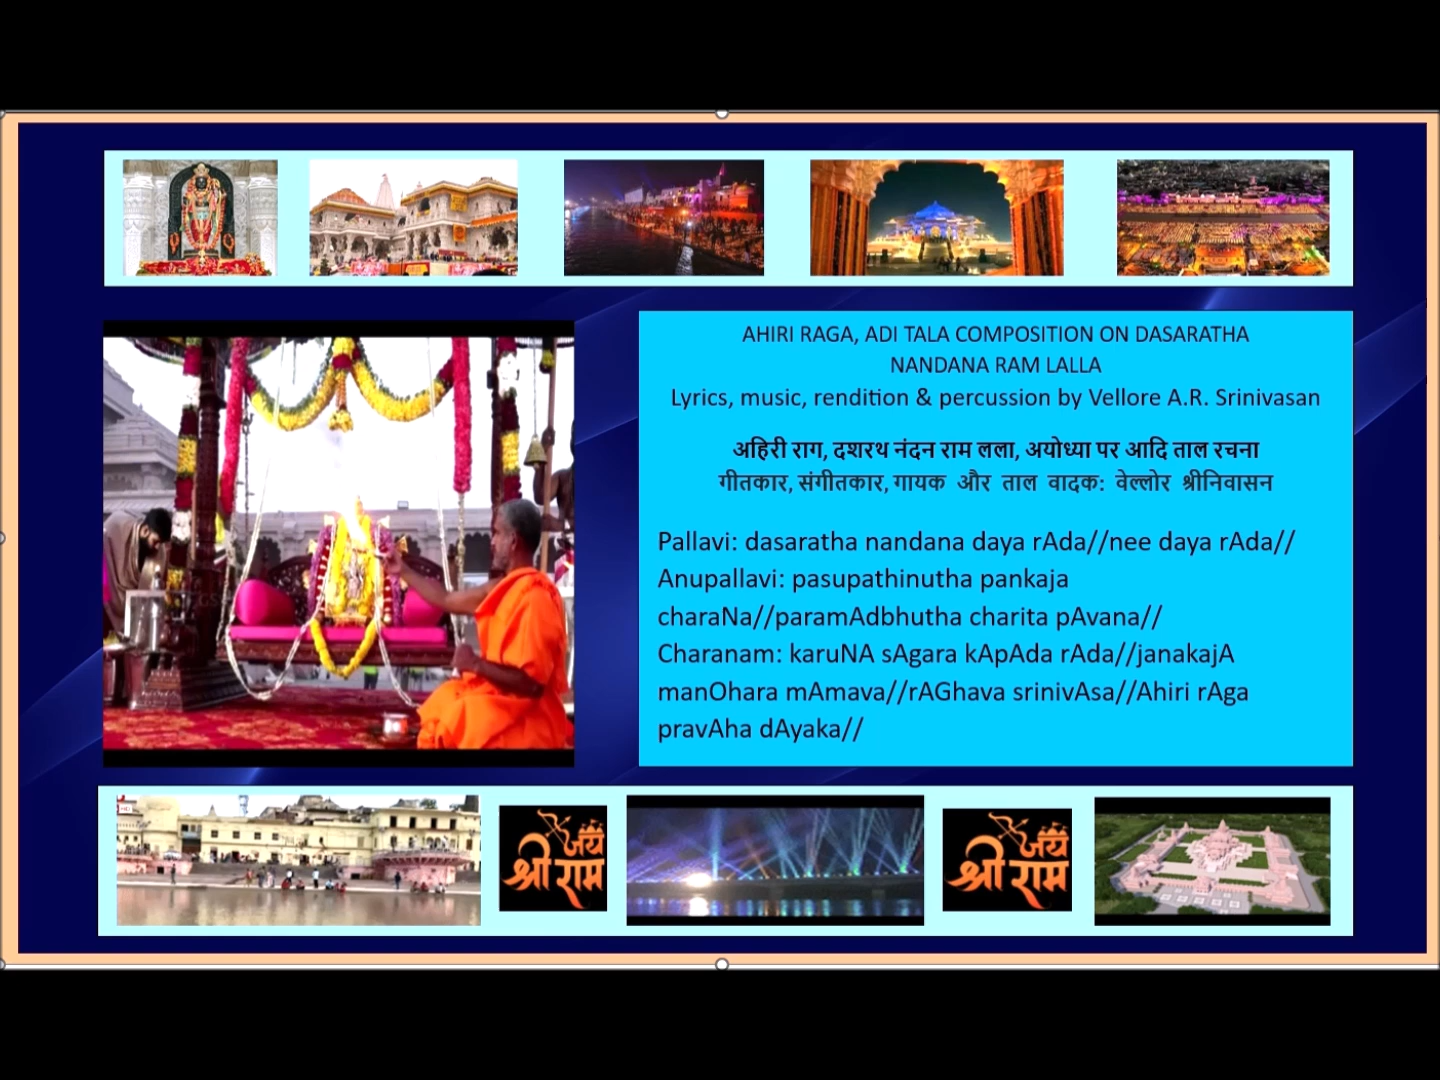 AHIRI RAGA, ADI TALA COMPOSITION ON DASARATHA
NANDANA RAM LALLA
Lyrics, music, rendition & percussion by Vellore A.R. Srinivasan
अहिरी राग, दशरथ नंदन राम लला, अयोध्या पर आदि ताल रचना
गीतकार, संगीतकार, गायक और ताल वादक: वेल्लोर श्रीनिवासन
Pallavi: dasaratha nandana daya rAda//nee daya rAda//
Anupallavi: pasupathinutha pankaja
charaNa//paramAdbhutha charita pAvana//
Charanam: karuNA sAgara kApAda rAda//janakajA
manOhara mAmava//rAGhava srinivAsa//Ahiri rAga
pravAha dAyaka//
जय
श्री राम
जय
श्री राम